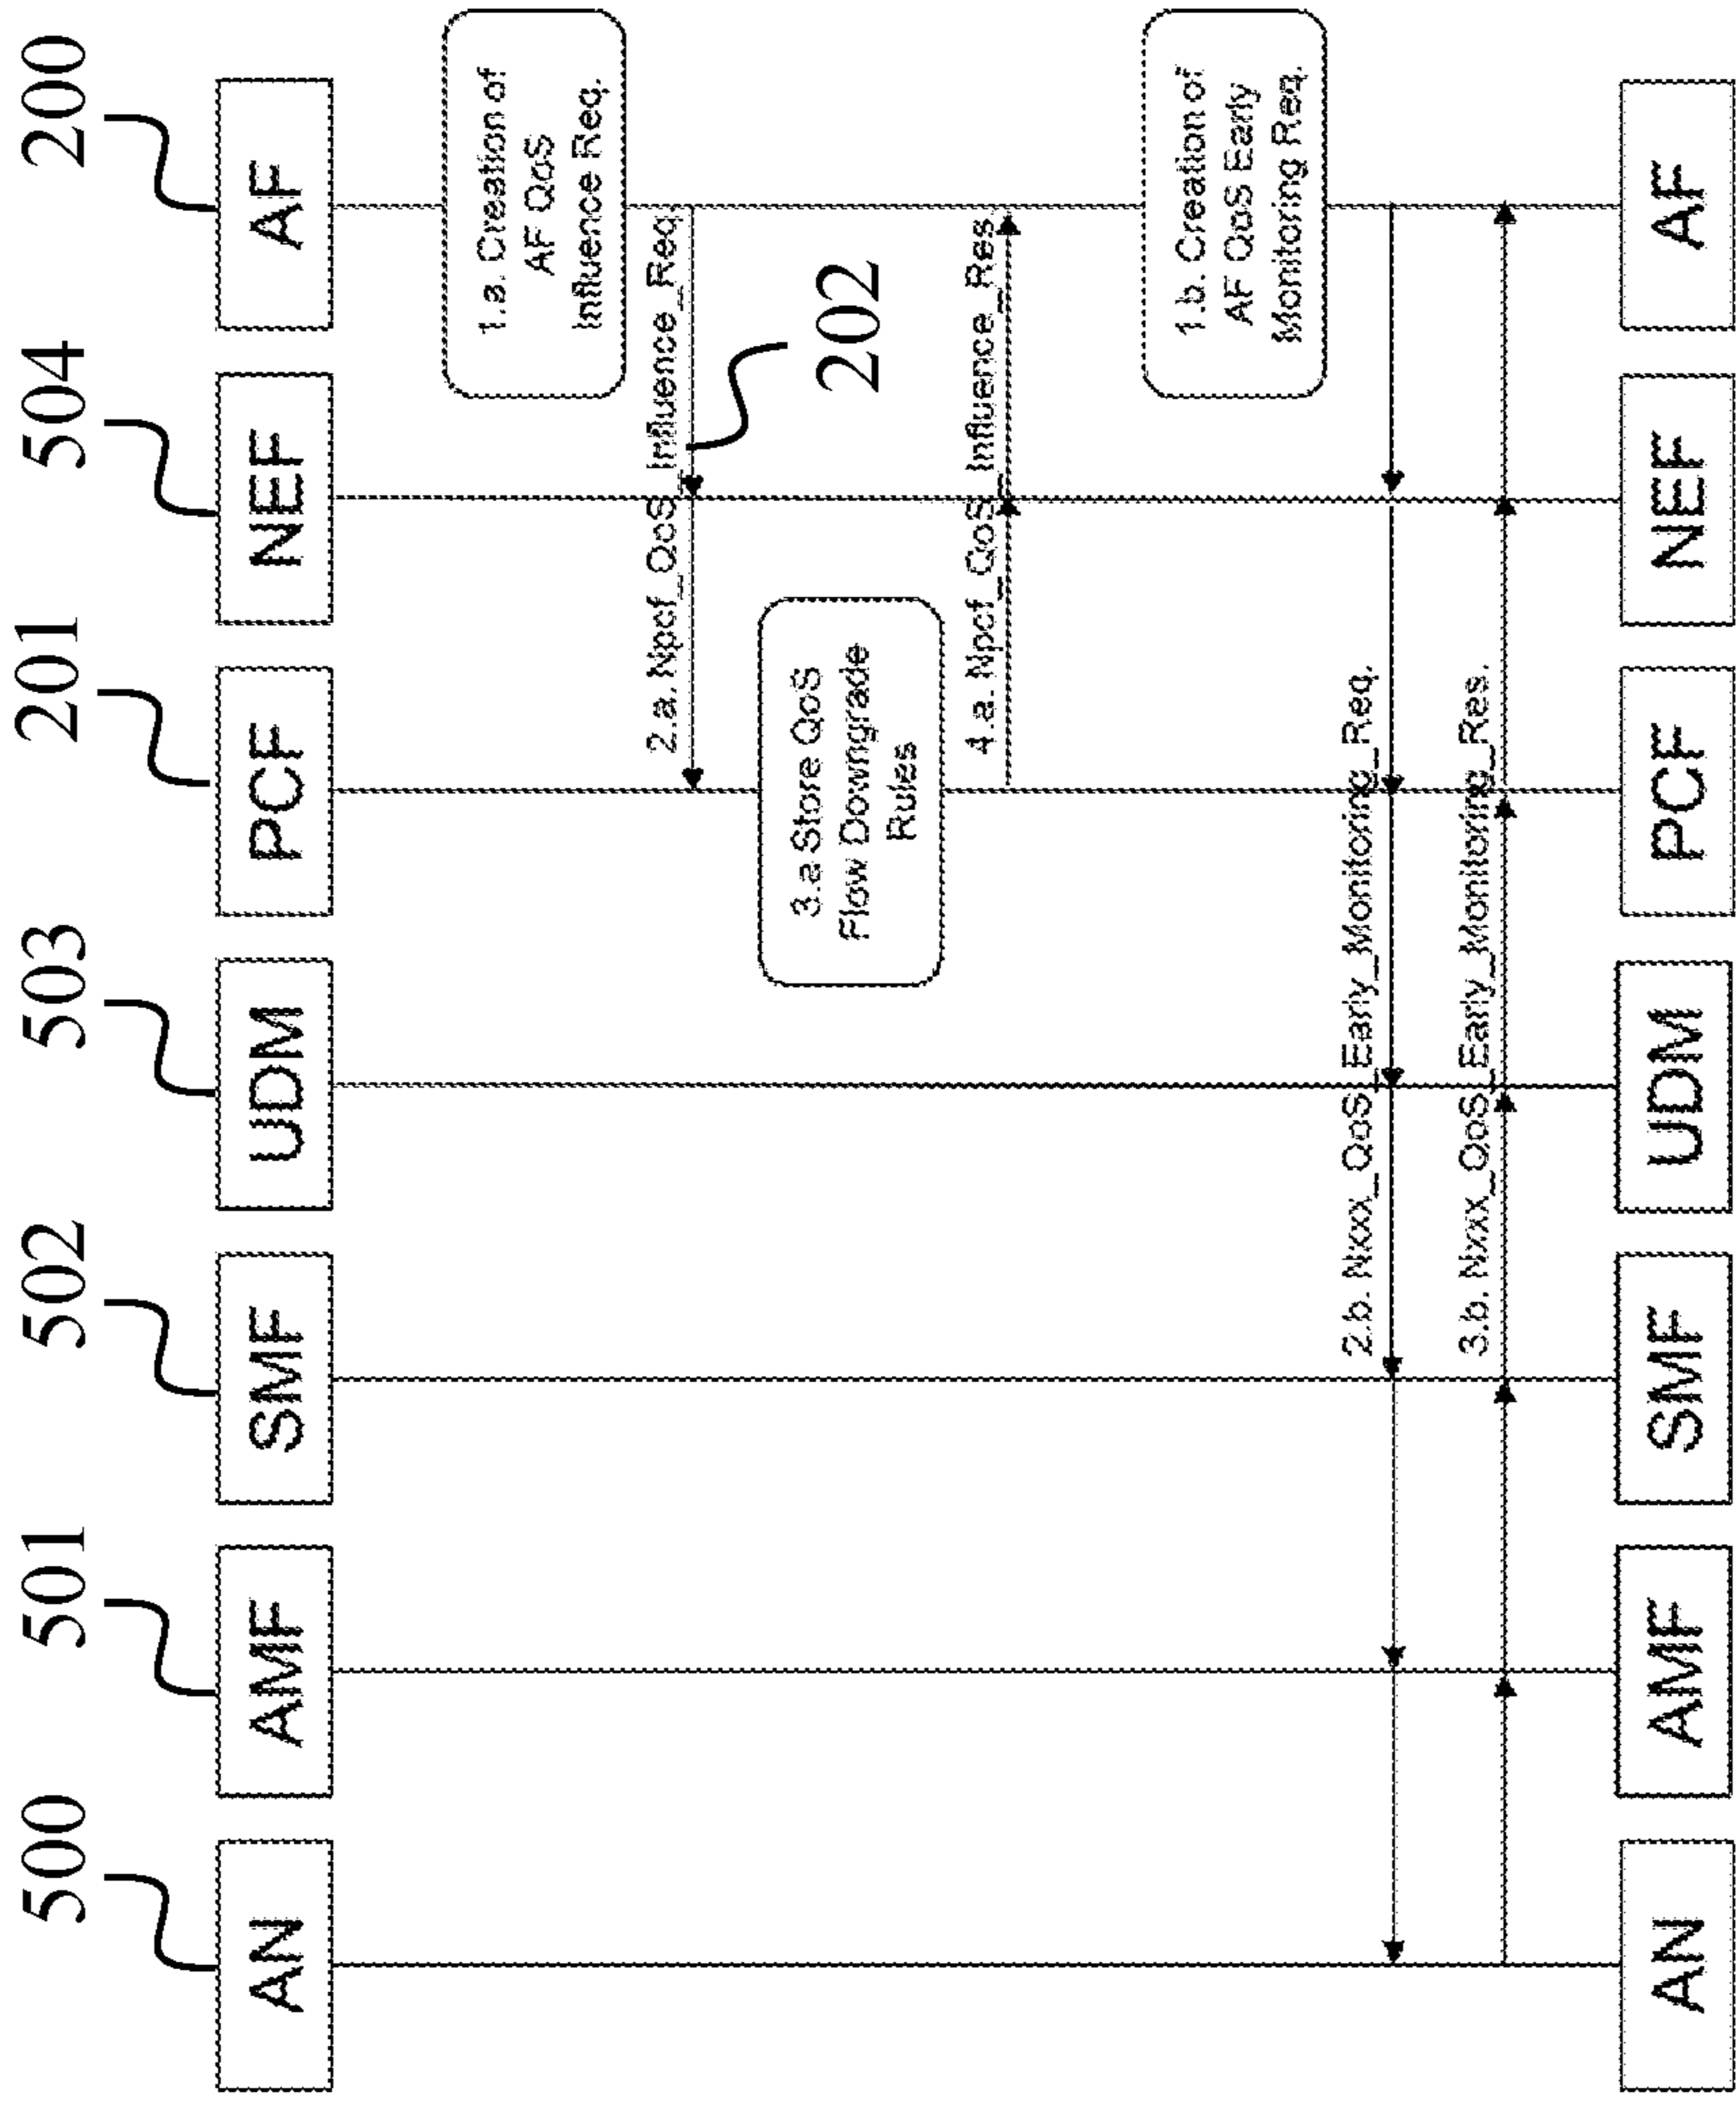 500
501
502
503
201
504
200
AN
AMF
SMF
UDM
PCF
NEF
AF
1.a. Creation of
AF QoS
Influence Req.
2.a. Npcf_QoS_Influence_Req
202
3.a Store QoS
Flow Downgrade
Rules
4.a. Npcf_QoS_Influence_Res
1.b. Creation of
AF QoS Early
Monitoring Req.
2.b. Nxxx_QoS_Early_Monitoring_Req.
3.b. Nxxx_QoS_Early_Monitoring_Res.
AN
AMF
SMF
UDM
PCF
NEF
AF